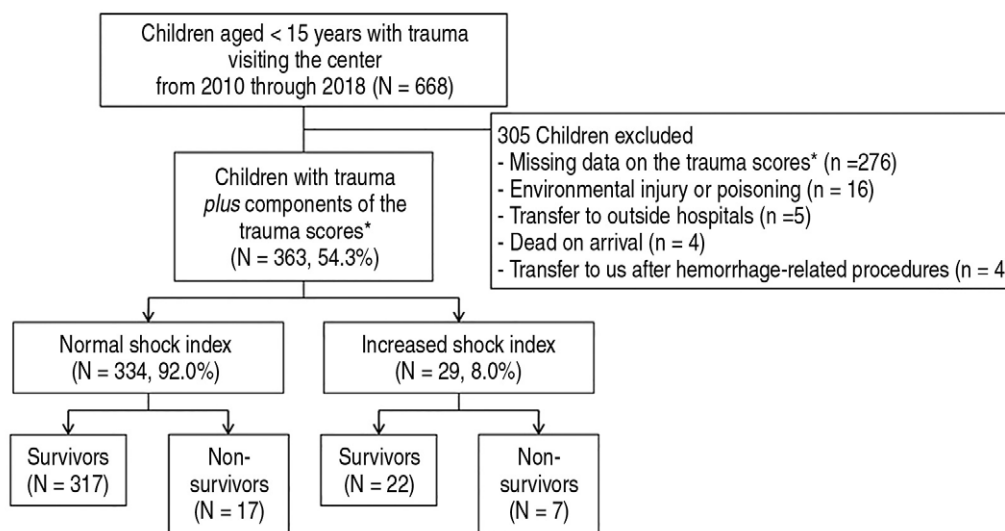 Children aged < 15 years with trauma
visiting the center
from 2010 through 2018 (N = 668)
305 Children excluded
- Missing data on the trauma scores* (n =276)
- Environmental injury or poisoning (n = 16)
- Transfer to outside hospitals (n =5)
- Dead on arrival (n = 4)
- Transfer to us after hemorrhage-related procedures (n = 4
Children with trauma
plus components of the
trauma scores*
(N = 363, 54.3%)
Normal shock index
(N = 334, 92.0%)
Increased shock index
(N = 29, 8.0%)
Survivors
(N = 317)
Non-
survivors
(N = 17)
Survivors
(N = 22)
Non-
survivors
(N = 7)